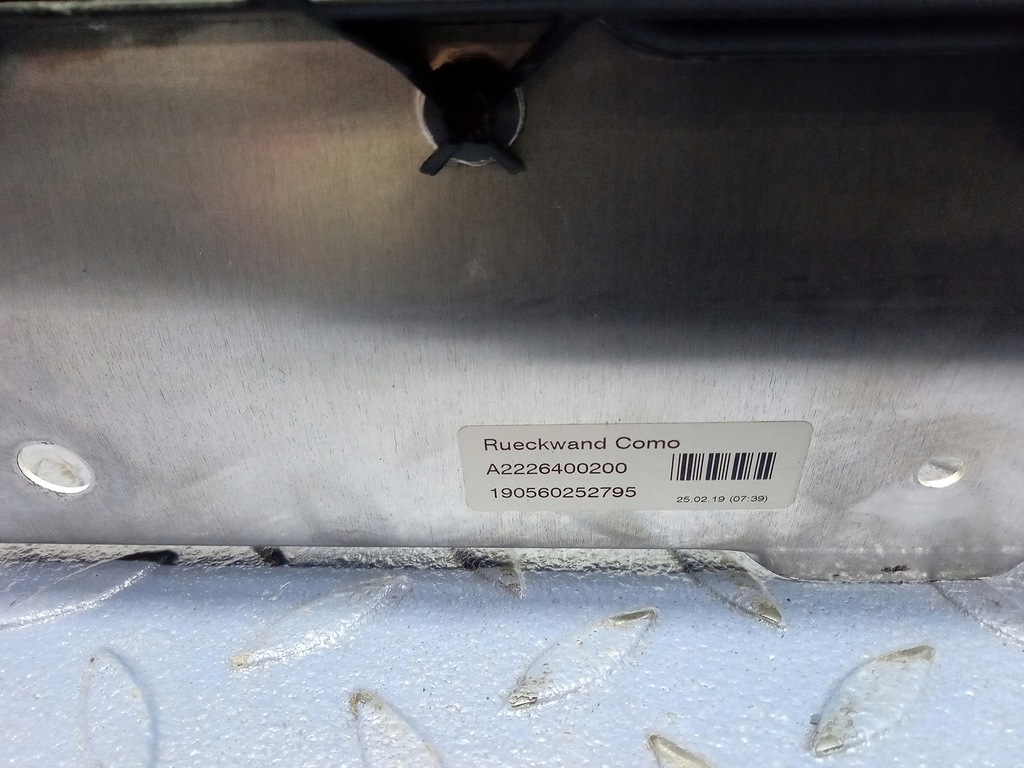 Rueckwand Como
A2226400200
190560252795
25.02.19 (07:39)